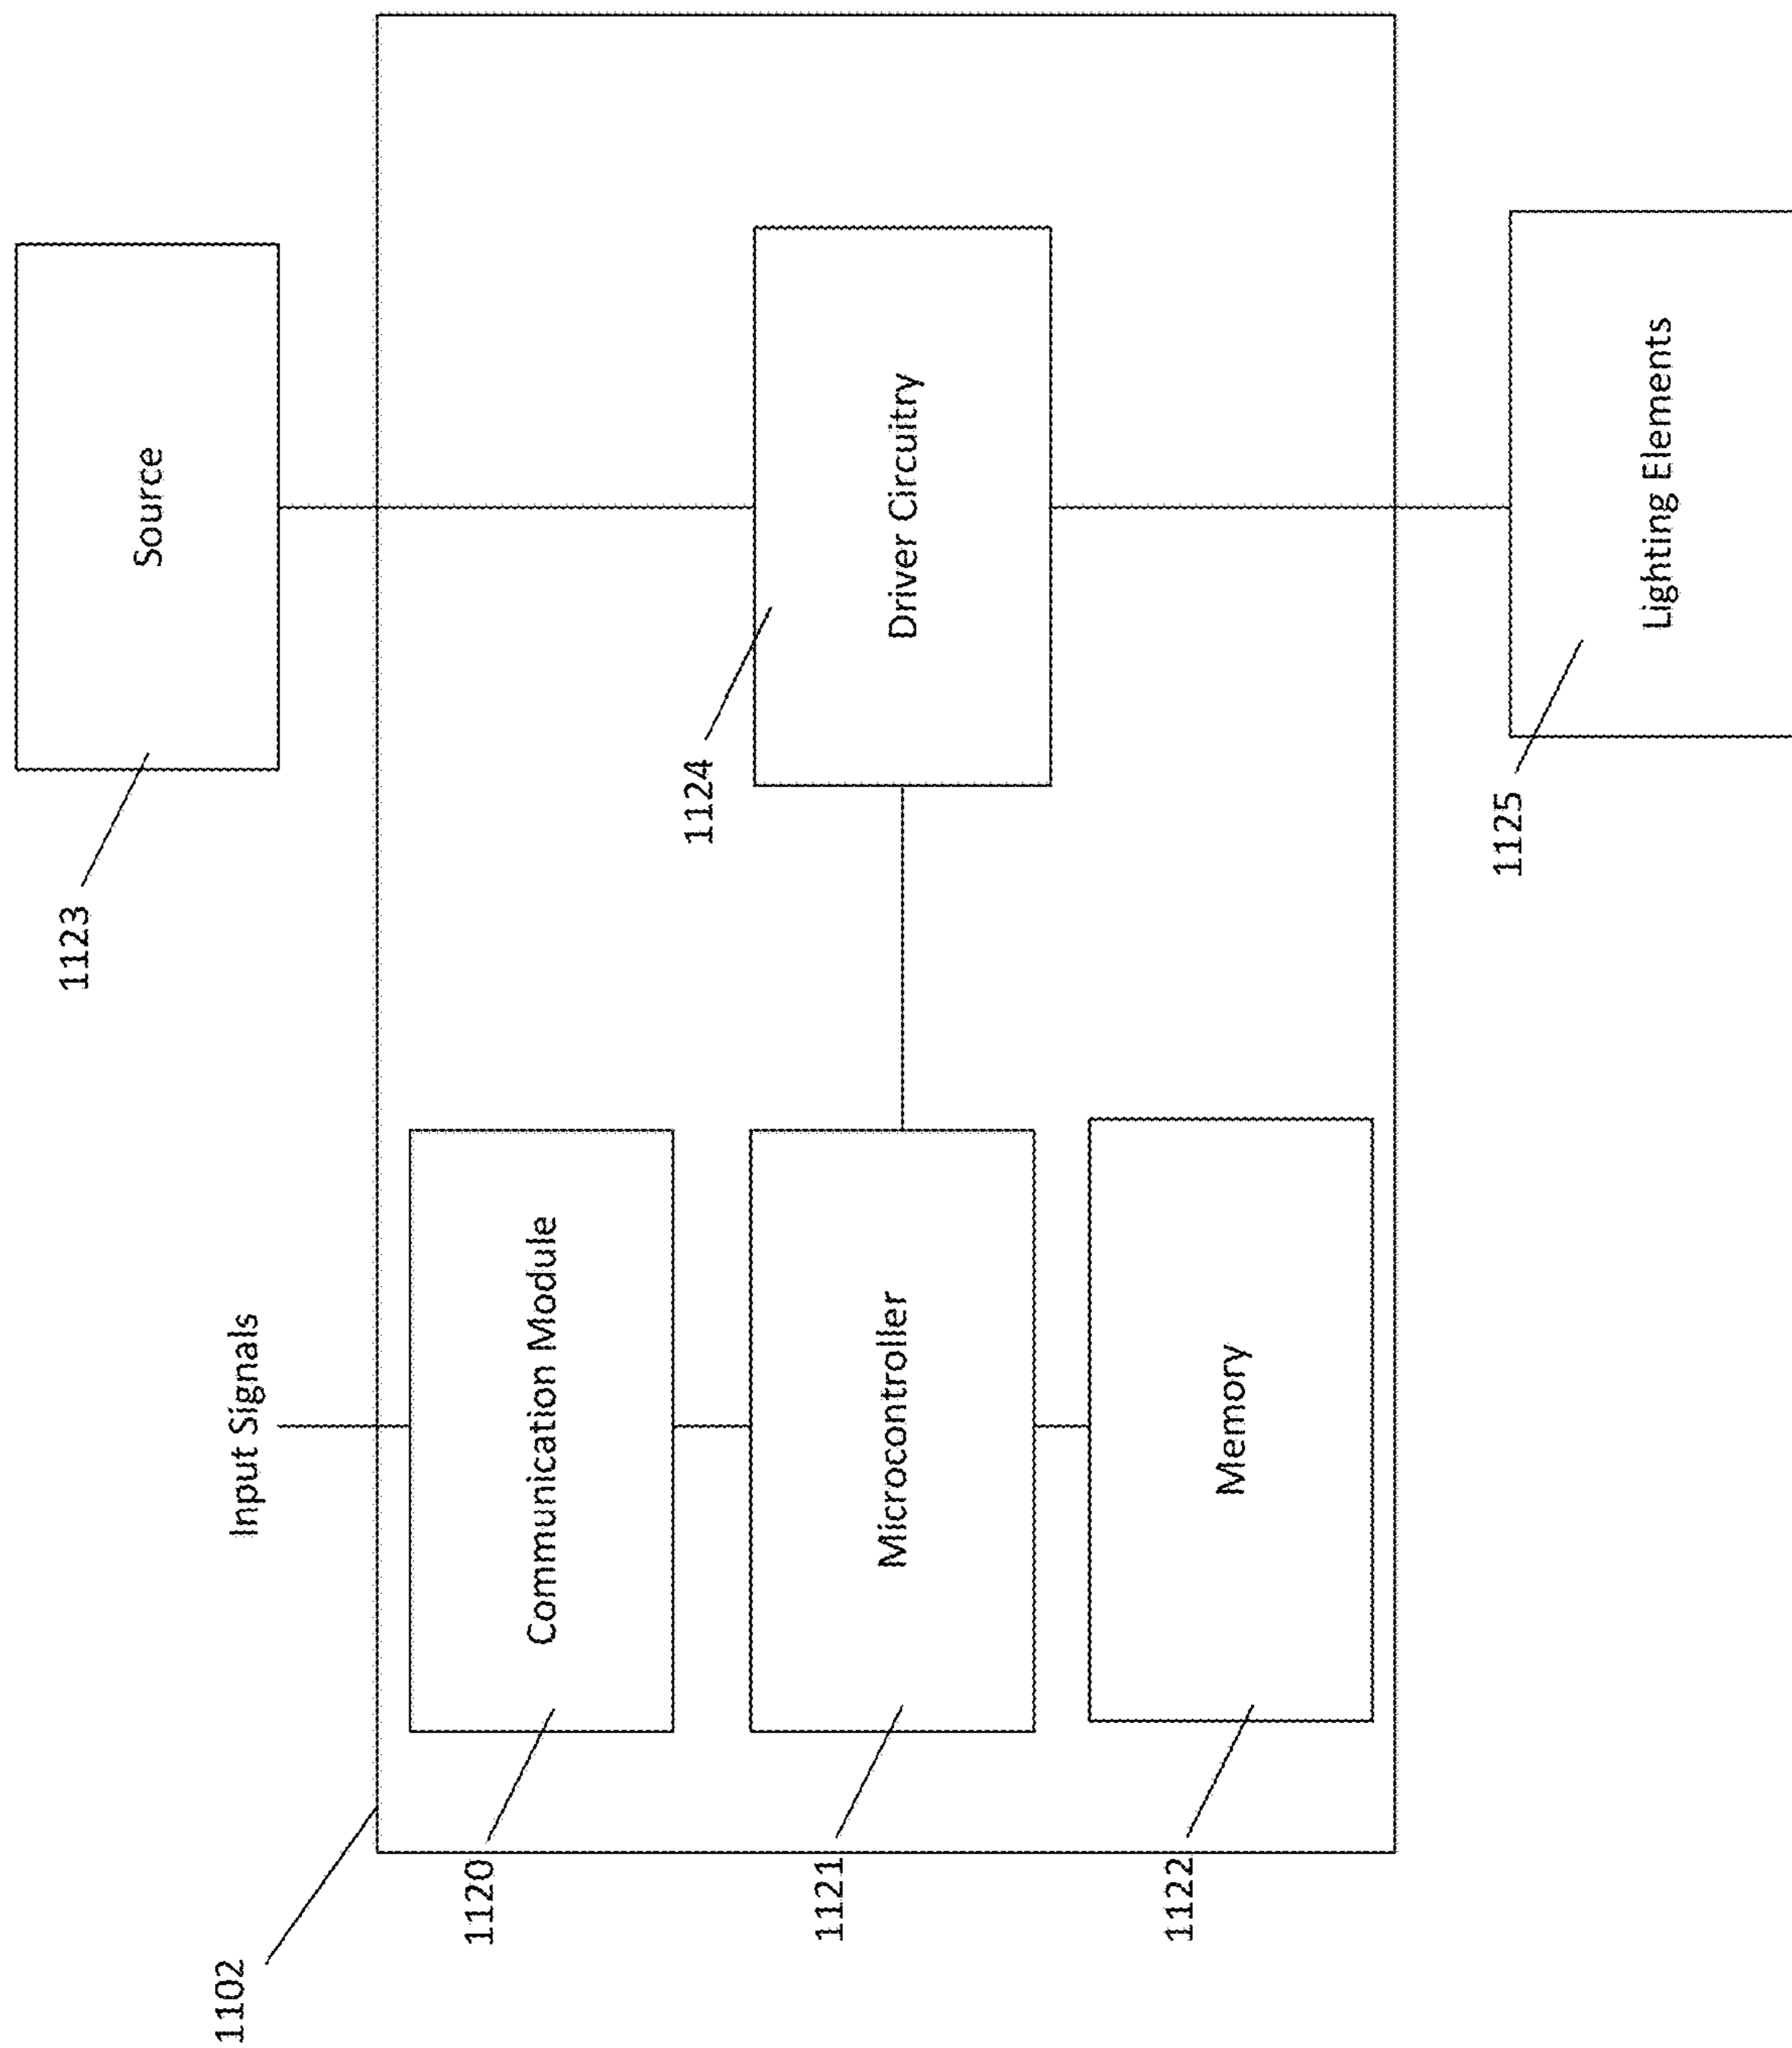 1102
Input Signals
1123
Source
1120
Communication Module
1121
Microcontroller
1124
Driver Circuitry
1122
Memory
1125
Lighting Elements